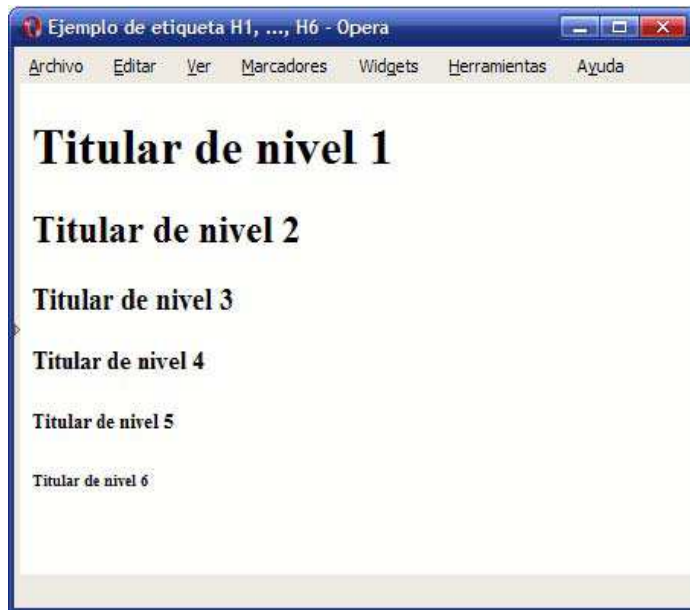 Ejemplo de etiqueta H1, ..., H6 - Opera
Archivo Editar Ver Marcadores Widgets Herramientas Ayuda
Titular de nivel 1
Titular de nivel 2
Titular de nivel 3
Titular de nivel 4
Titular de nivel 5
Titular de nivel 6